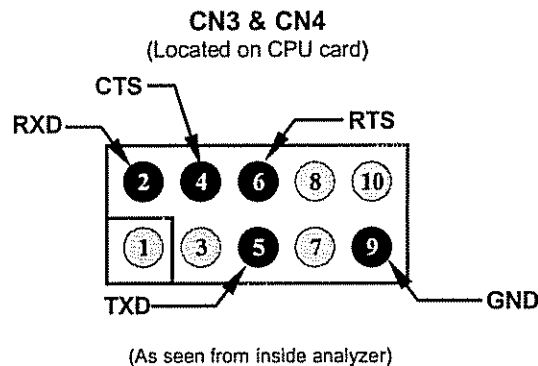 CN3 & CN4
(Located on CPU card)
CTS
RXD
RTS
2 4 6 8 10
1 3 5 7 9
TXD
GND
(As seen from inside analyzer)